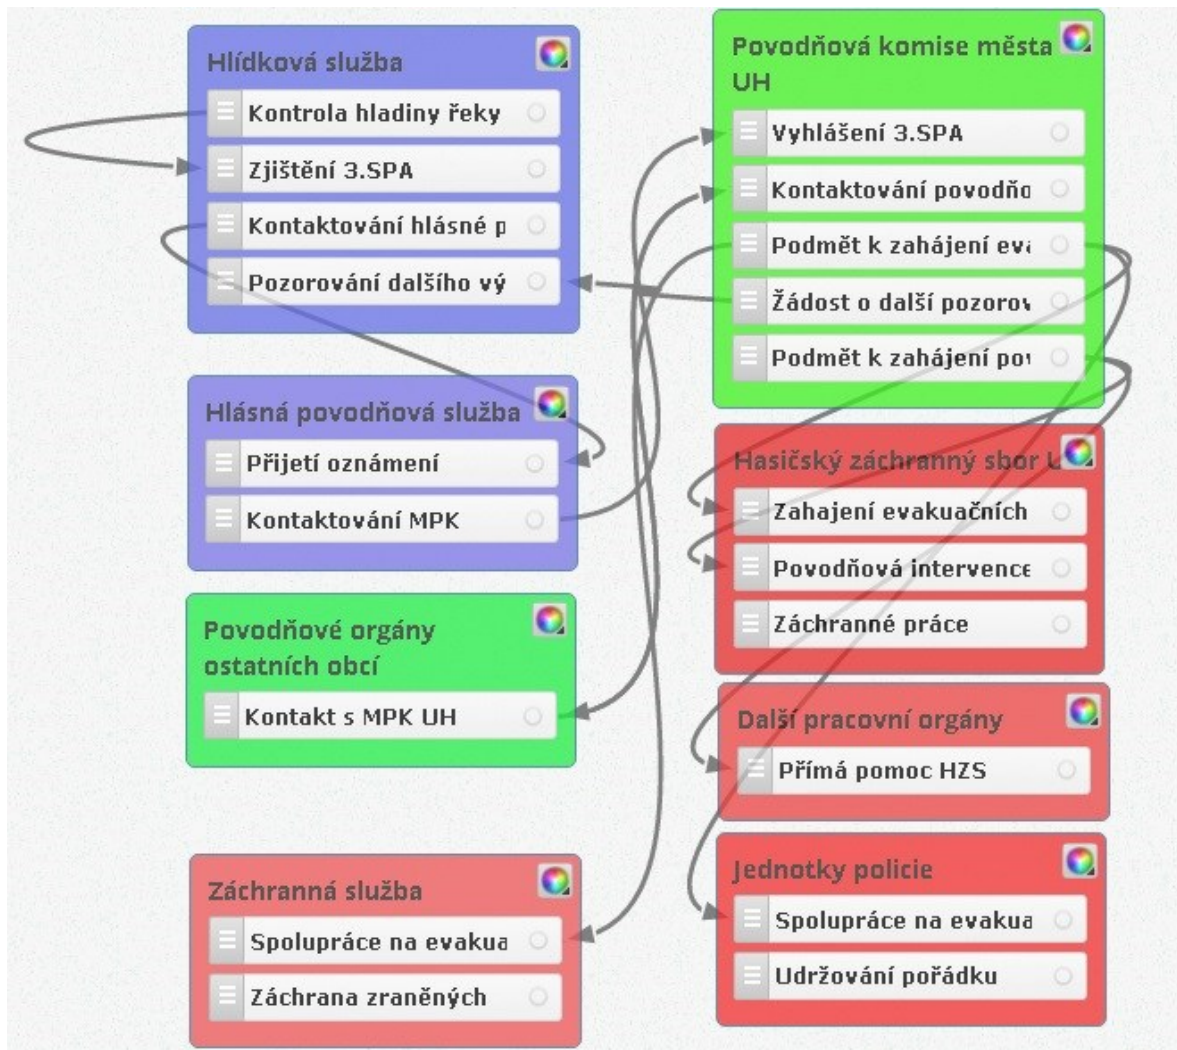 Hlídková služba
Kontrola hladiny řeky
Zjištění 3.SPA
Kontaktování hlásné p
Pozorování dalšího vý
Hlásná povodňová služba
Přijetí oznámení
Kontaktování MPK
Povodňové orgány
ostatních obcí
Kontakt s MPK UH
Záchranná služba
Spolupráce na evakua
Záchrana zraněných
Povodňová komise města
UH
Vyhlášení 3.SPA
Kontaktování povodňo
Podmět k zahájení eva
Žádost o další pozorov
Podmět k zahájení pov
Hasičský záchranný sbor U
Zahajení evakuačních
Povodňová intervence
Záchranné práce
Další pracovní orgány
Přímá pomoc HZS
Jednotky policie
Spolupráce na evakua
Udržování pořádku